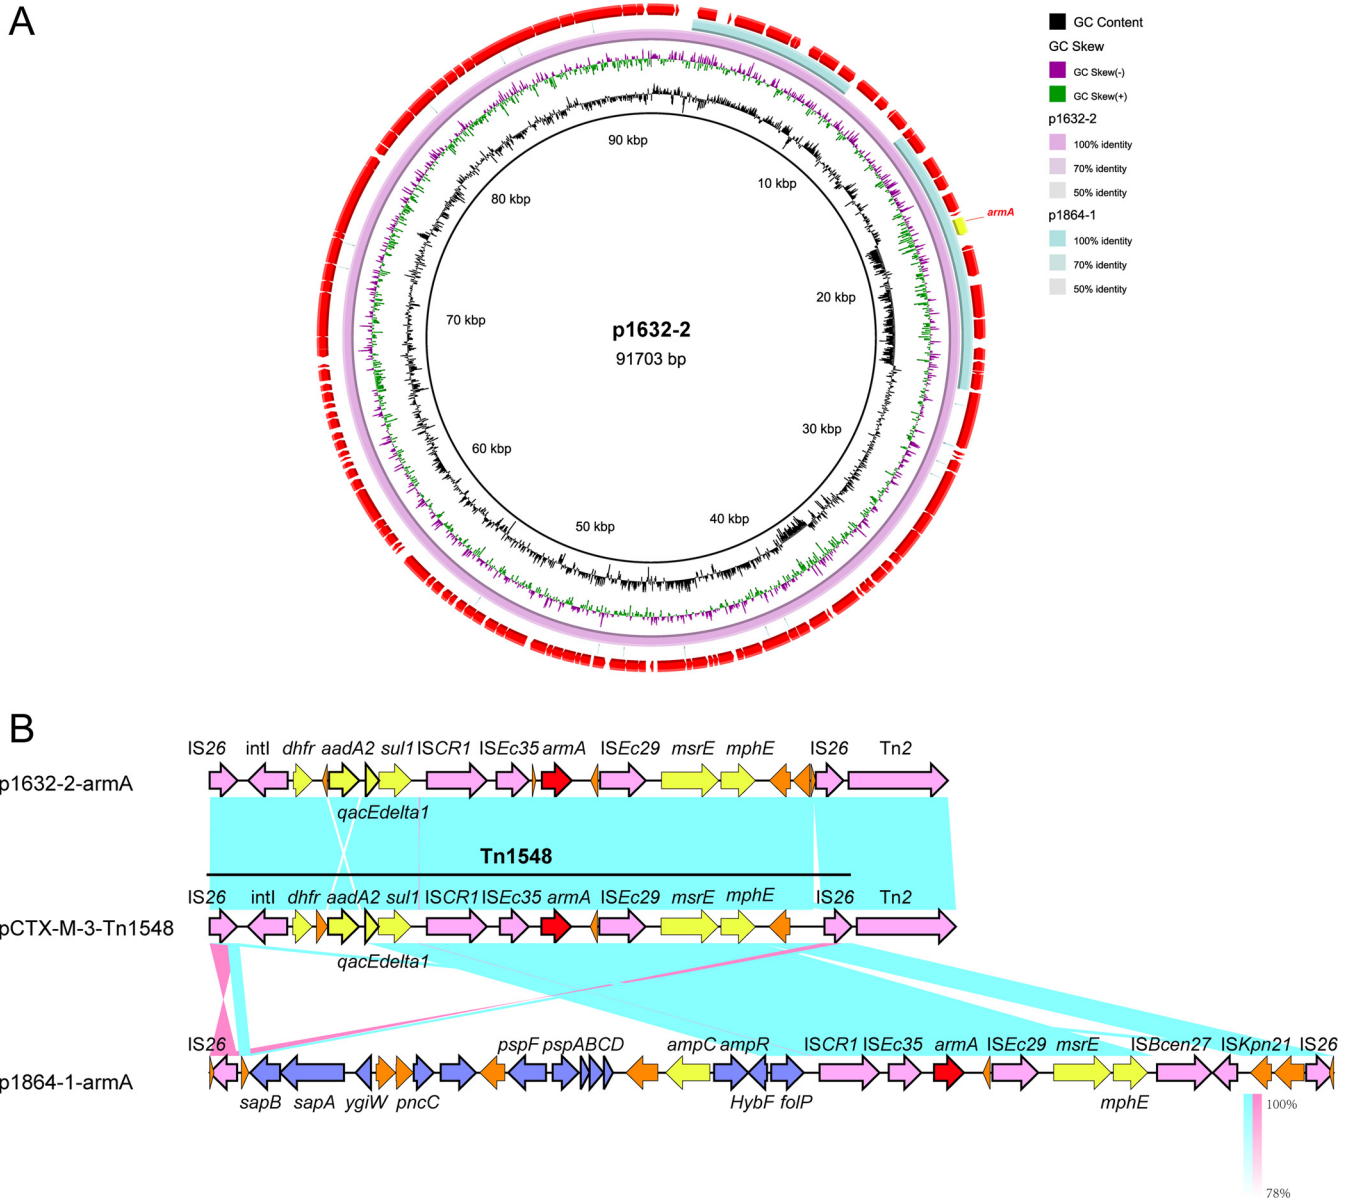 A
GC Content
GC Skew
GC Skew(-)
GC Skew(+)
p1632-2
100% identity
70% identity
50% identity
p1864-1
100% identity
70% identity
50% identity
armA
90 kbp
10 kbp
80 kbp
20 kbp
70 kbp
p1632-2
91703 bp
30 kbp
60 kbp
40 kbp
50 kbp
B
IS26 intI dhfr aadA2 sul1 ISCR1 ISEc35 armA ISEc29 msrE mphE IS26 Tn2
p1632-2-armA
qacEdelta1
Tn1548
IS26 intI dhfr aadA2 sul1 ISCR1 ISEc35 armA ISEc29 msrE mphE IS26 Tn2
pCTX-M-3-Tn1548
qacEdelta1
IS26 pspF pspABCD ampC ampR ISCR1 ISEc35 armA ISEc29 msrE ISBcen27 ISKpn21 IS26
p1864-1-armA
sapB sapA ygiW pncC HybF folP mphE
100%
78%